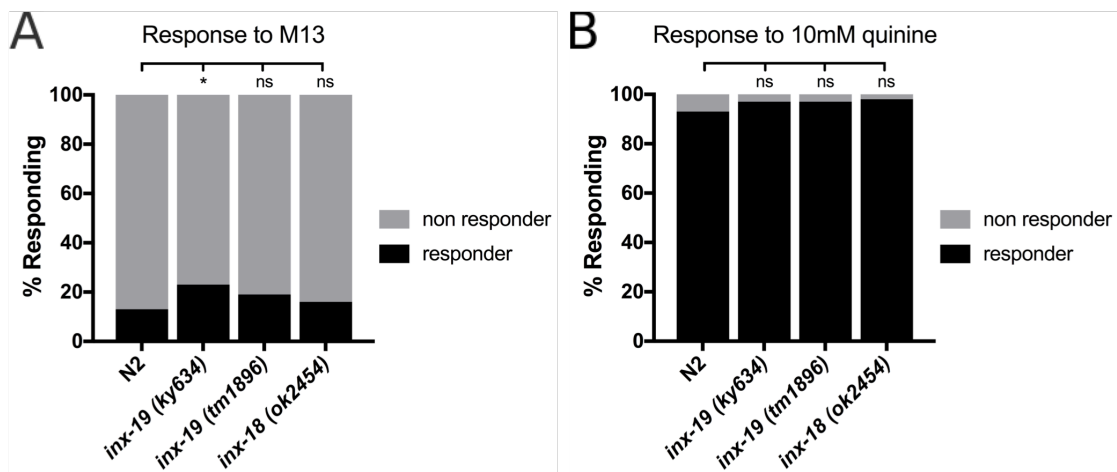 A
Response to M13
* ns ns
% Responding
100
80
60
40
20
0
N2
inx-19 (ky634)
inx-19 (tm1896)
inx-18 (ok2454)
non responder
responder
B
Response to 10mM quinine
ns ns ns
% Responding
100
80
60
40
20
0
N2
inx-19 (ky634)
inx-19 (tm1896)
inx-18 (ok2454)
non responder
responder